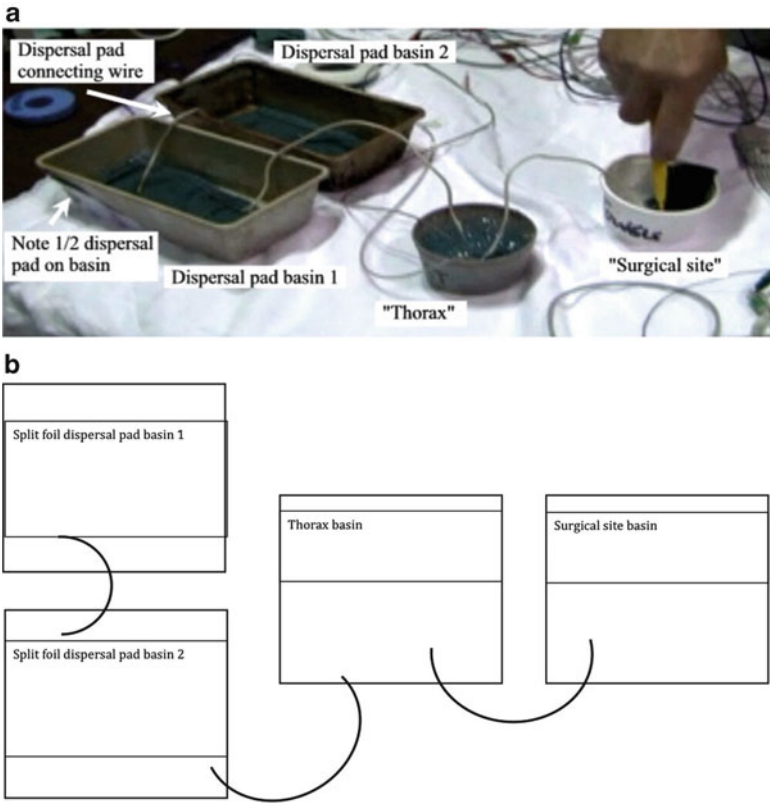 a
Dispersal pad
connecting wire
Dispersal pad basin 2
Note 1/2 dispersal
pad on basin
Dispersal pad basin 1
"Surgical site"
"Thorax"
b
Split foil dispersal pad basin 1
Thorax basin
Surgical site basin
Split foil dispersal pad basin 2